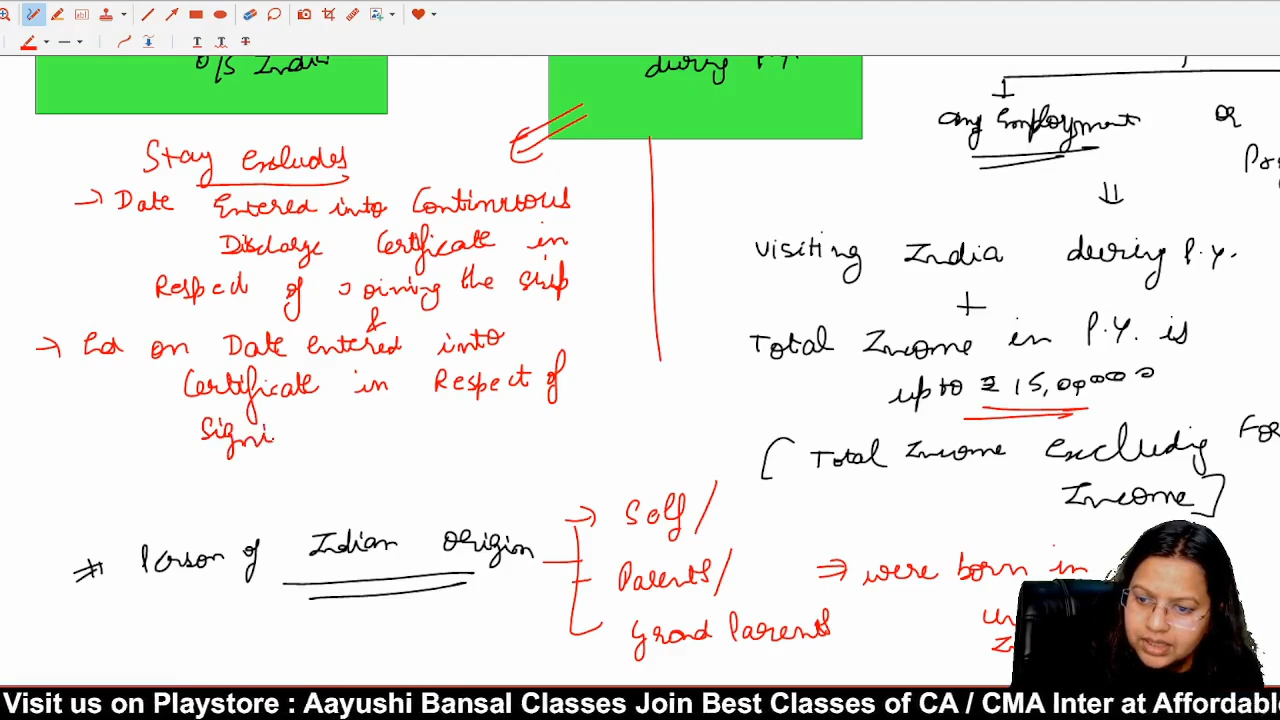 O/S India
during P.Y.
Stay excludes
→ Date Entered into Continuous
Discharge Certificate in
Respect of Joining the ship
&
→ End on Date Entered into
Certificate in Respect of
Signi
any Employment
or
visiting India during P.Y.
+
Total Income in P.Y. is
upto ₹ 15,00,000
[ Total Income excluding For
Income ]
⇒ Person of Indian origin
→ Self/
Parents/
Grand Parents
⇒ were born in
Visit us on Playstore : Aayushi Bansal Classes Join Best Classes of CA / CMA Inter at Affordabl